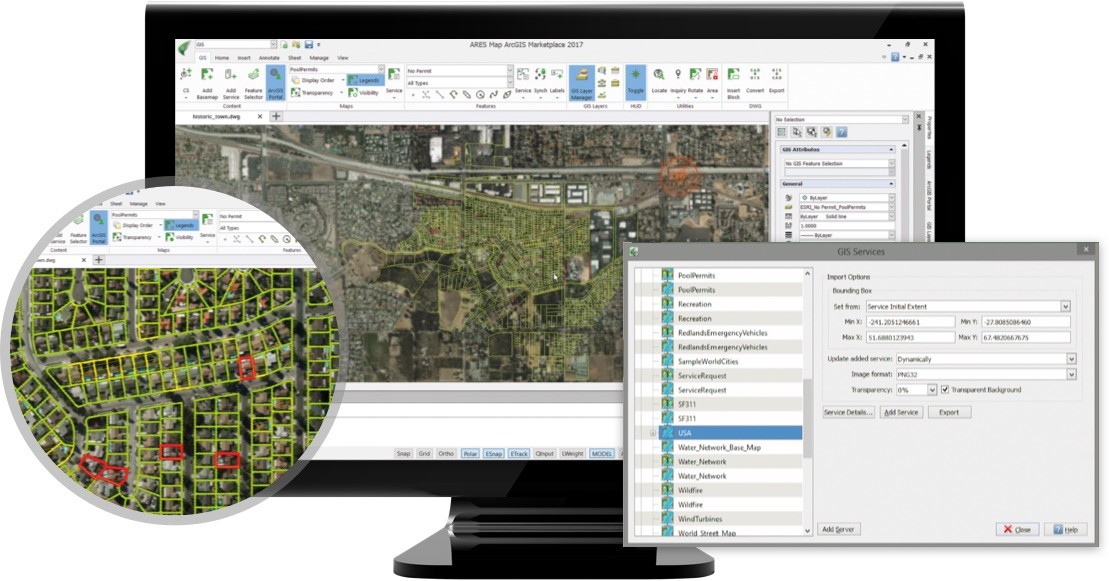 GIS
ARES Map ArcGIS Marketplace 2017
GIS Home Insert Annotate Sheet Manage View
PoolPermits
Display Order
Transparency
Legends
Visibility
Service
No Permit
All Types
Service Synch Labels
GIS Layer Manager
Toggle
Locate Inquiry Rotate Area
Insert Block Convert Export
CS Add Basemap Add Service Feature Selector ArcGIS Portal
Content Maps Features GIS Layers HUD Utilities DWG
historic_town.dwg
No Selection
GIS Attributes
No GIS Feature Selection
General
ByLayer
ESRI_No Permit_PoolPermits
ByLayer Solid line
1.0000
ByLayer
Properties
Legends
ArcGIS Portal
Sheet Manage View
PoolPermits
Display Order
Transparency
Legends
Visibility
Service
No Permit
All Types
Add Service Feature Selector ArcGIS Portal
Content Maps Features
wn.dwg
Snap Grid Ortho Polar ESnap ETrack QInput LWeight MODEL
GIS Services
PoolPermits
PoolPermits
Recreation
Recreation
RedlandsEmergencyVehicles
RedlandsEmergencyVehicles
SampleWorldCities
ServiceRequest
ServiceRequest
SF311
SF311
USA
Water_Network_Base_Map
Water_Network
Water_Network
Wildfire
Wildfire
WindTurbines
World_Street_Map
Import Options
Bounding Box
Set from: Service Initial Extent
Min X: -241.2051246661 Min Y: -27.8085086460
Max X: 51.6880123943 Max Y: 67.4820667675
Update added service: Dynamically
Image format: PNG32
Transparency: 0% Transparent Background
Service Details... Add Service Export
Add Server Close Help